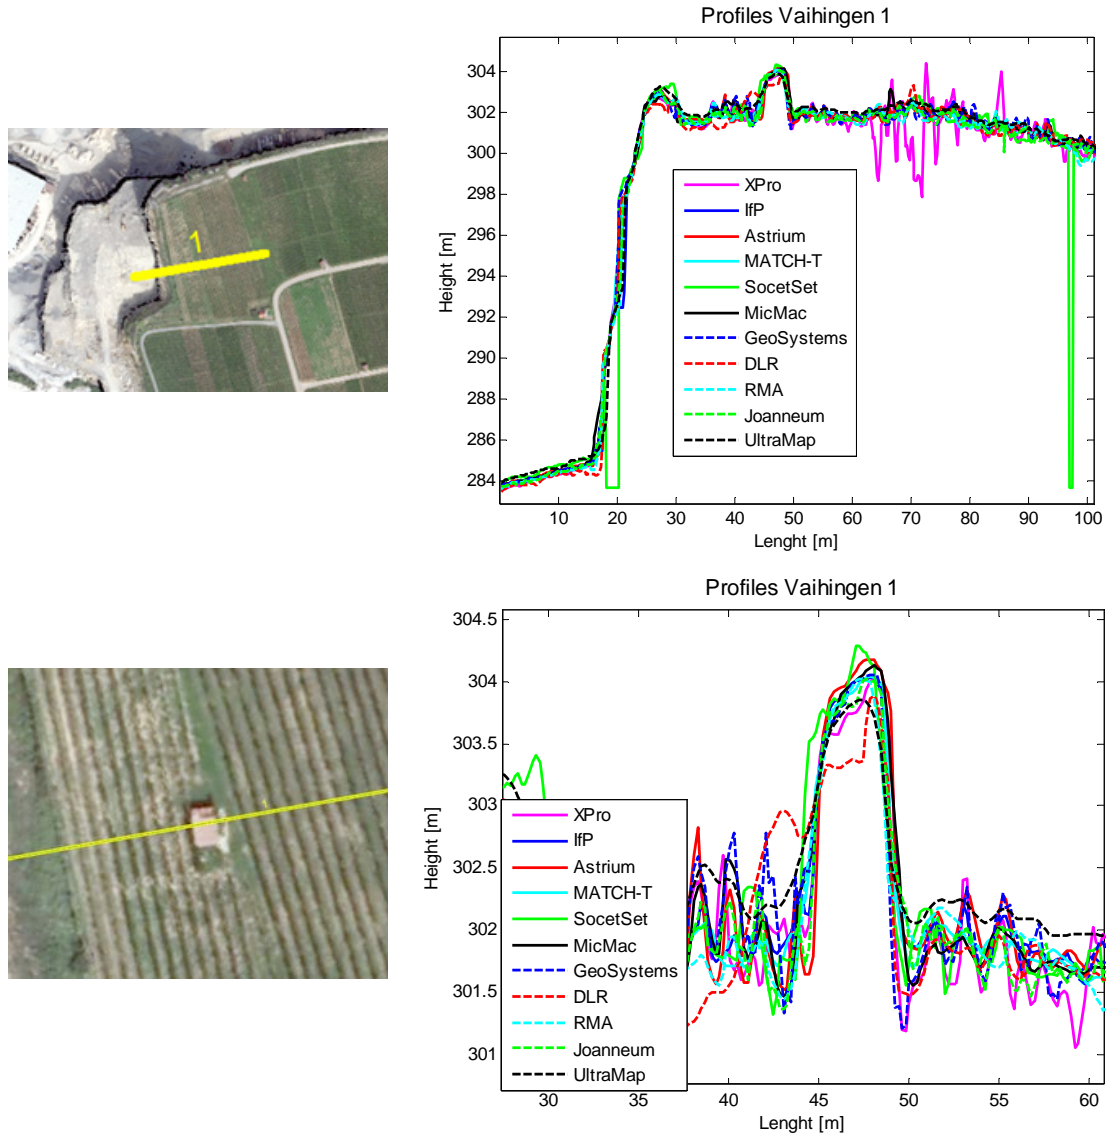 Profiles Vaihingen 1
304
302
300
298
296
294
292
290
288
286
284
Height [m]
XPro
IfP
Astrium
MATCH-T
SocetSet
MicMac
GeoSystems
DLR
RMA
Joanneum
UltraMap
10 20 30 40 50 60 70 80 90 100
Lenght [m]
1
Profiles Vaihingen 1
304.5
304
303.5
303
302.5
302
301.5
301
Height [m]
XPro
IfP
Astrium
MATCH-T
SocetSet
MicMac
GeoSystems
DLR
RMA
Joanneum
UltraMap
30 35 40 45 50 55 60
Lenght [m]
1